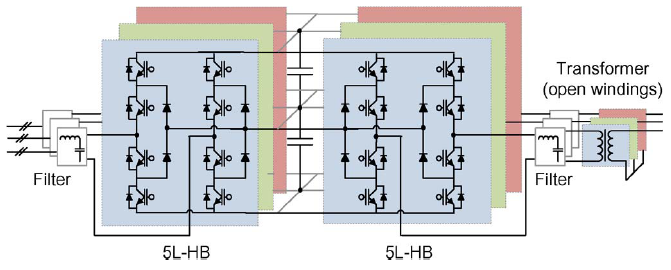 Transformer
(open windings)
Filter
Filter
5L-HB
5L-HB